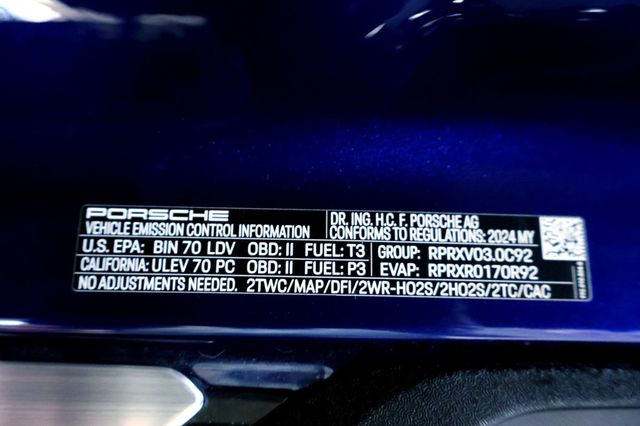 PORSCHE
VEHICLE EMISSION CONTROL INFORMATION
DR. ING. H.C. F. PORSCHE AG
CONFORMS TO REGULATIONS: 2024 MY
U.S. EPA: BIN 70 LDV OBD: II FUEL: T3
CALIFORNIA: ULEV 70 PC OBD: II FUEL: P3
GROUP: RPRXV03.0C92
EVAP: RPRXR0170R92
NO ADJUSTMENTS NEEDED. 2TWC/MAP/DFI/2WR-HO2S/2HO2S/2TC/CAC